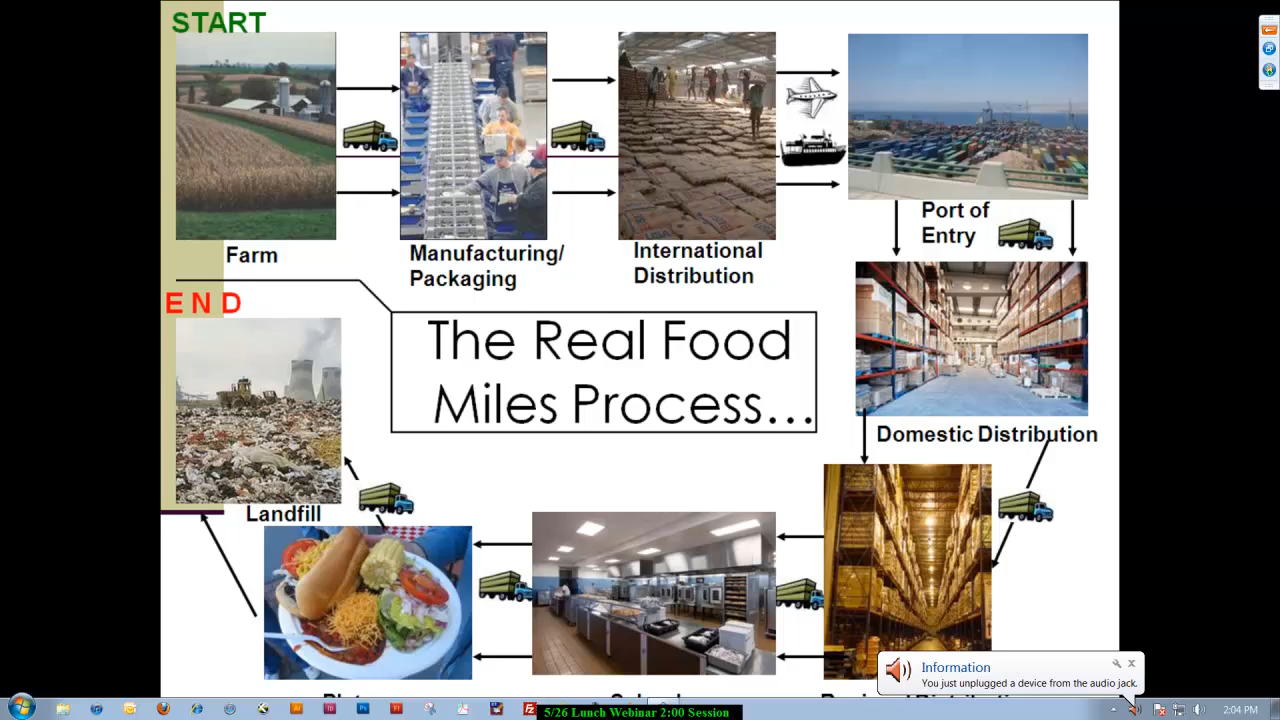 START
Farm
Manufacturing/
Packaging
International
Distribution
Port of
Entry
E N D
The Real Food
Miles Process...
Domestic Distribution
Landfill
Information
You just unplugged a device from the audio jack.
5/26 Lunch Webinar 2:00 Session
2:04 PM